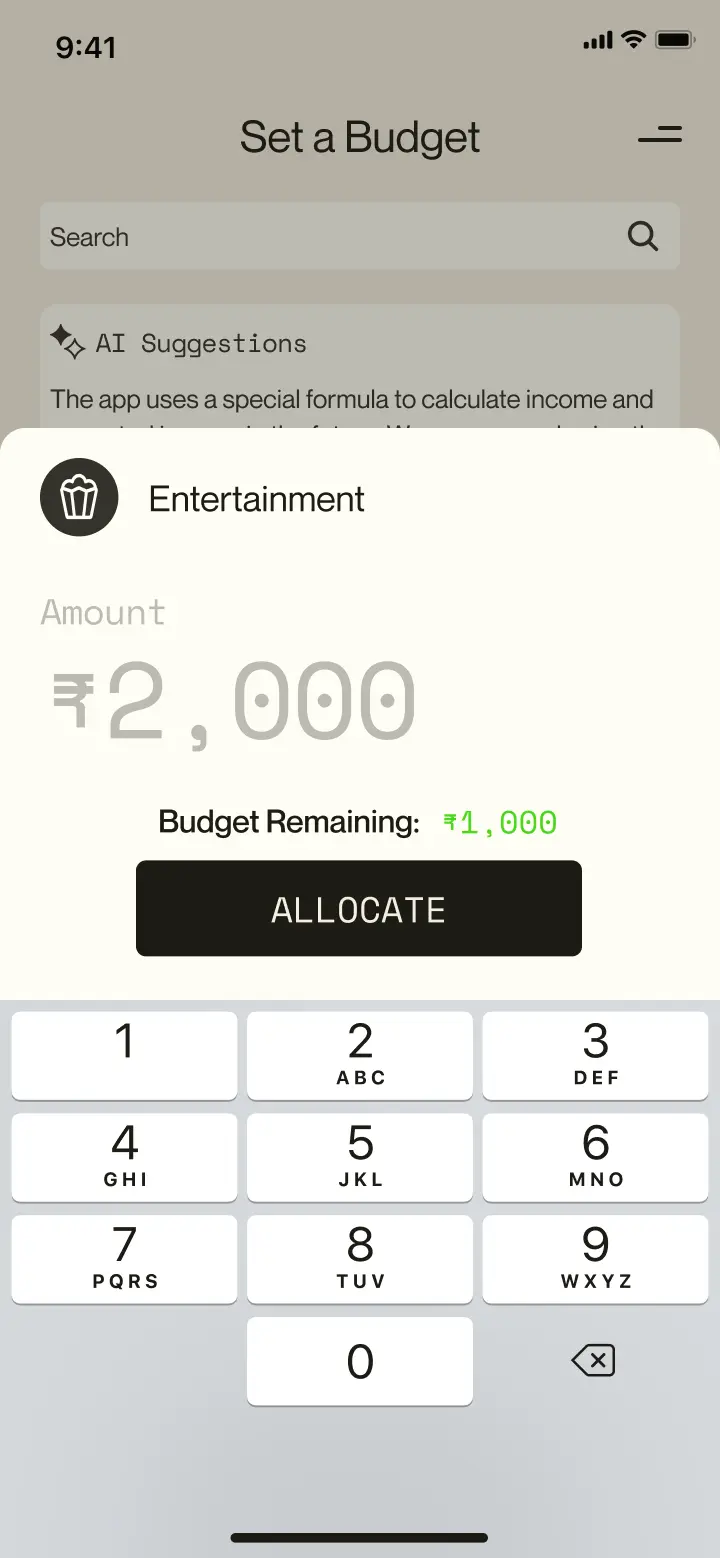 9:41
Set a Budget
Search
AI Suggestions
The app uses a special formula to calculate income and
Entertainment
Amount
₹2,000
Budget Remaining: ₹1,000
ALLOCATE
1 2 3
ABC DEF
4 5 6
GHI JKL MNO
7 8 9
PQRS TUV WXYZ
0